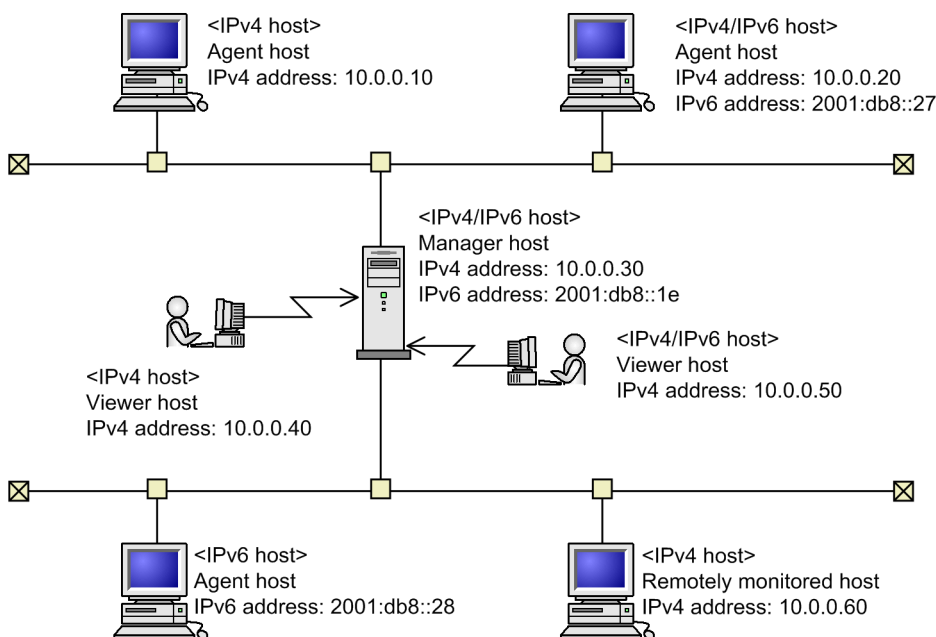 <IPv4 host>
Agent host
IPv4 address: 10.0.0.10
<IPv4/IPv6 host>
Agent host
IPv4 address: 10.0.0.20
IPv6 address: 2001:db8::27
<IPv4/IPv6 host>
Manager host
IPv4 address: 10.0.0.30
IPv6 address: 2001:db8::1e
<IPv4 host>
Viewer host
IPv4 address: 10.0.0.40
<IPv4/IPv6 host>
Viewer host
IPv4 address: 10.0.0.50
<IPv6 host>
Agent host
IPv6 address: 2001:db8::28
<IPv4 host>
Remotely monitored host
IPv4 address: 10.0.0.60